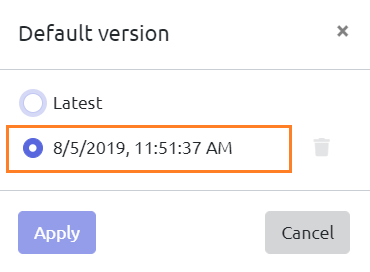 Default version ×
Latest
8/5/2019, 11:51:37 AM
Apply Cancel